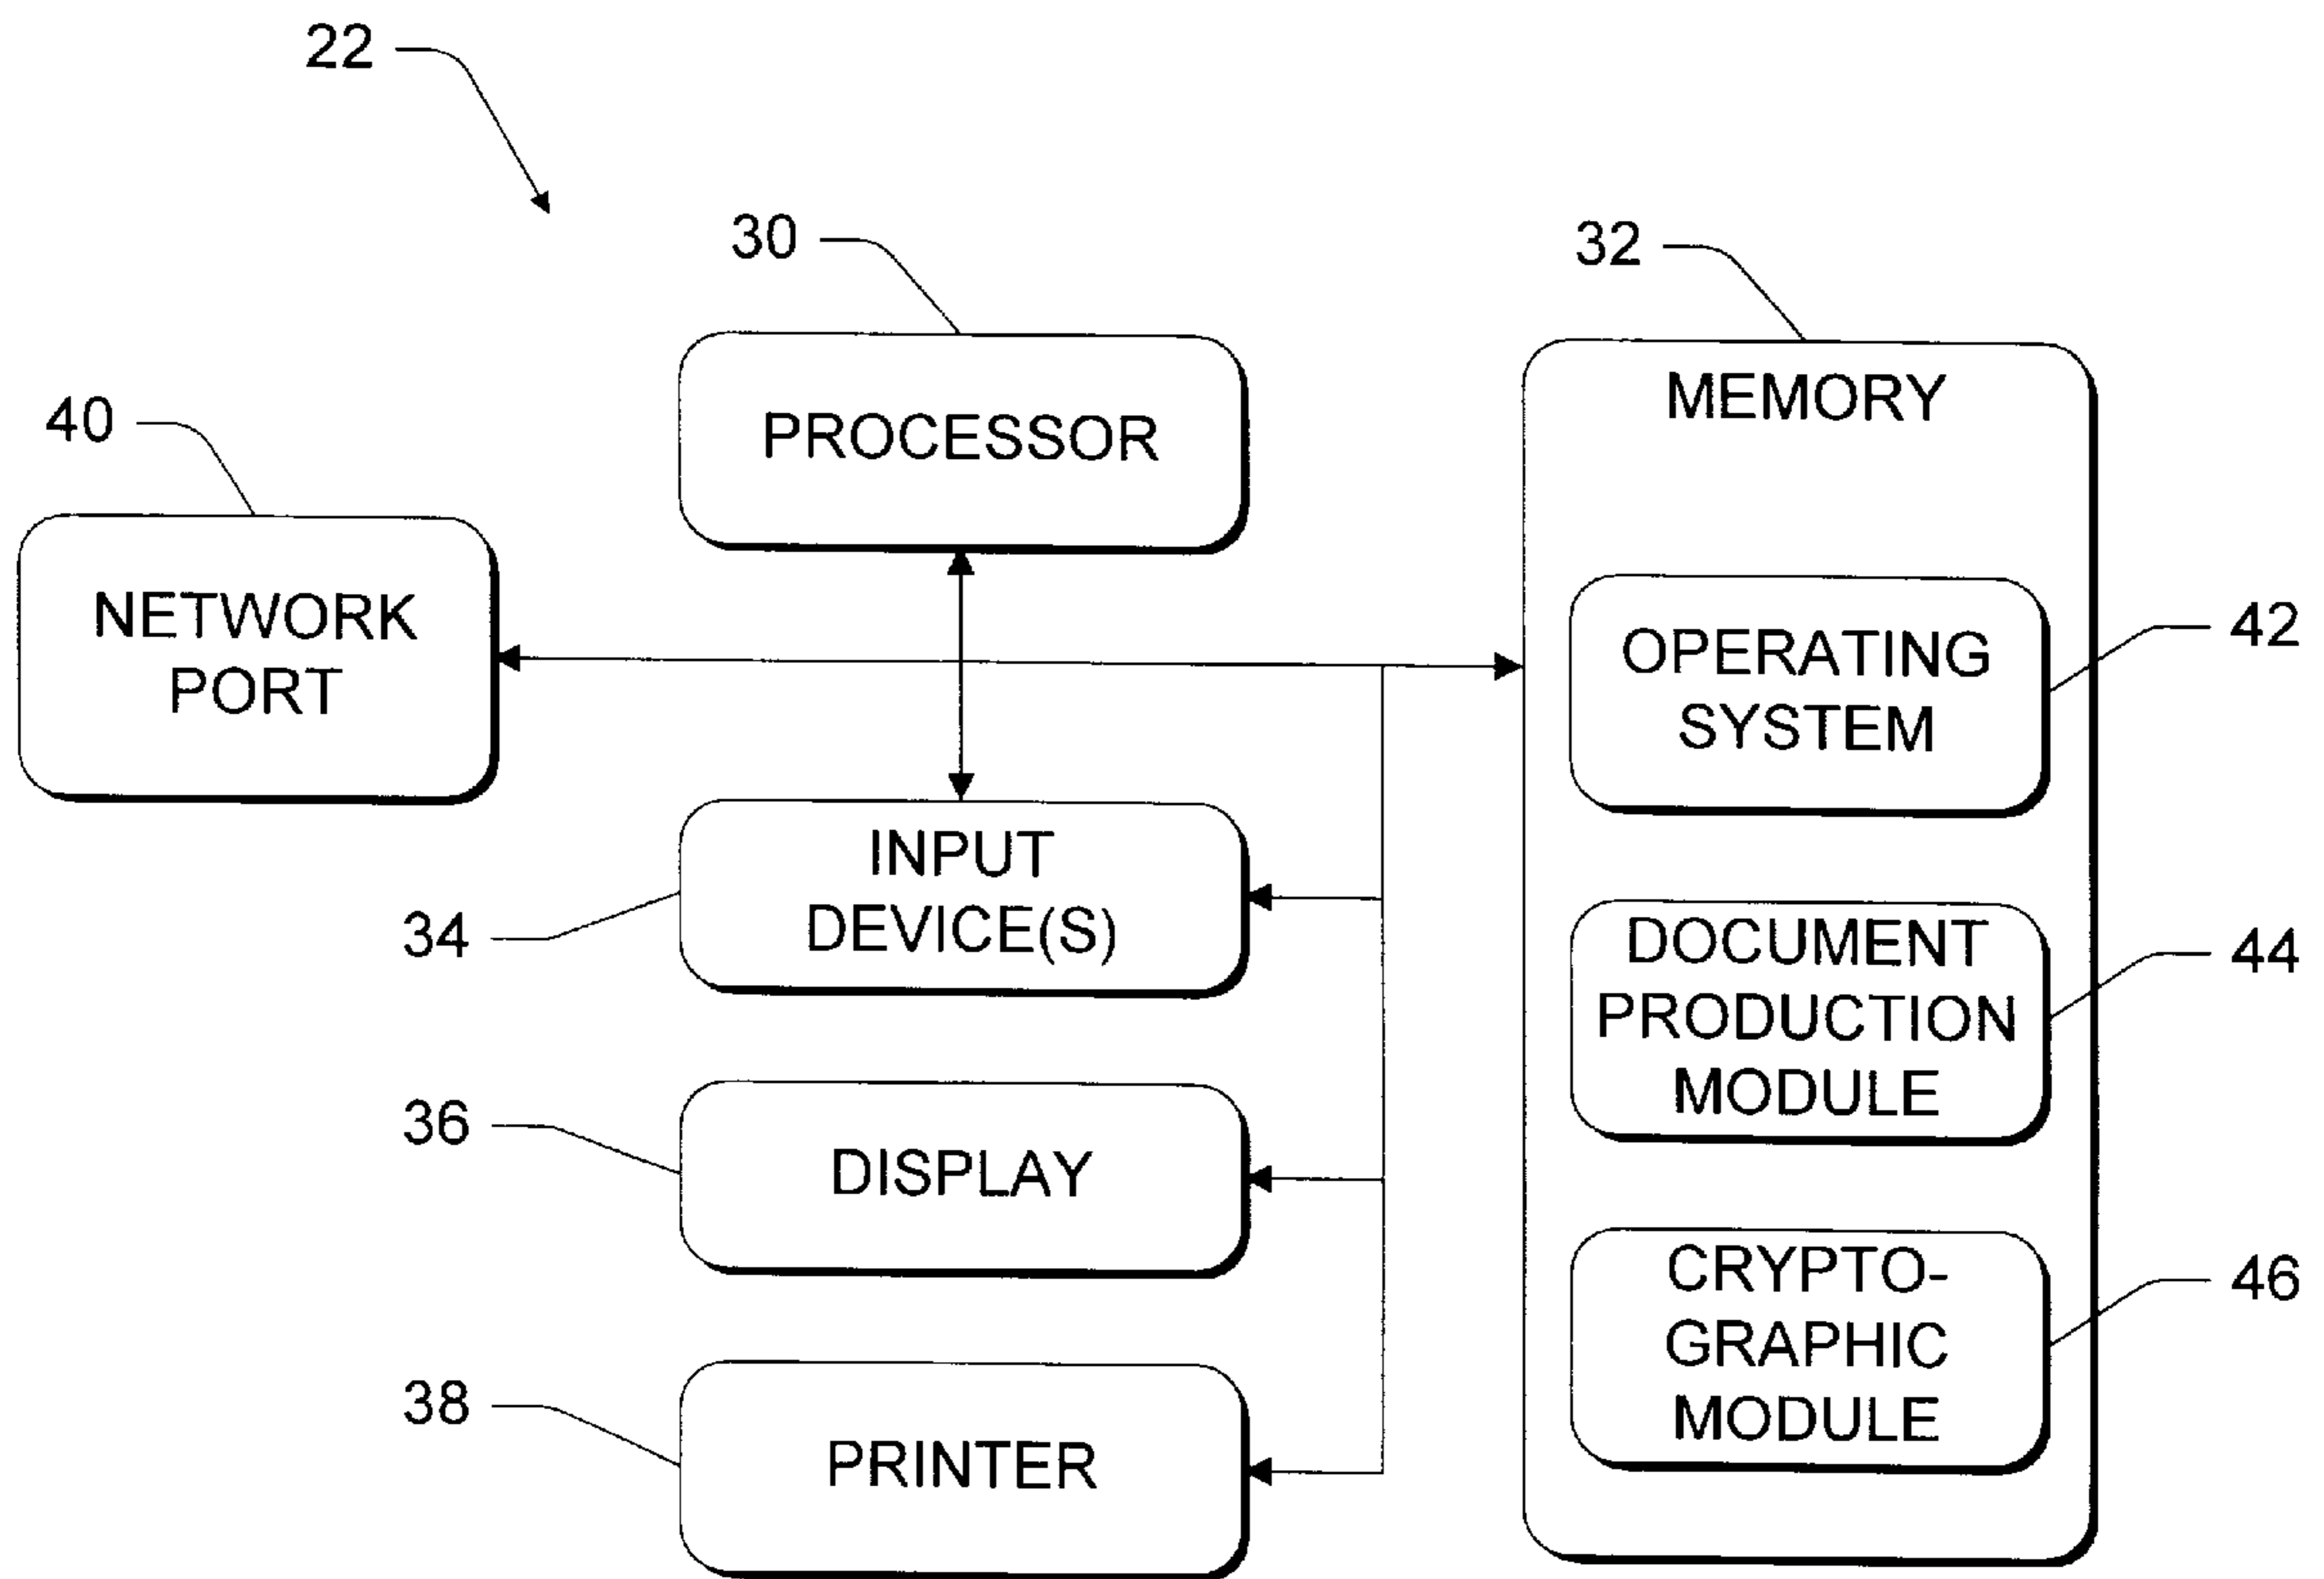 22
30
32
PROCESSOR
MEMORY
40
NETWORK
PORT
OPERATING
SYSTEM
42
INPUT
DEVICE(S)
34
DOCUMENT
PRODUCTION
MODULE
44
36
DISPLAY
CRYPTO-
GRAPHIC
MODULE
46
38
PRINTER